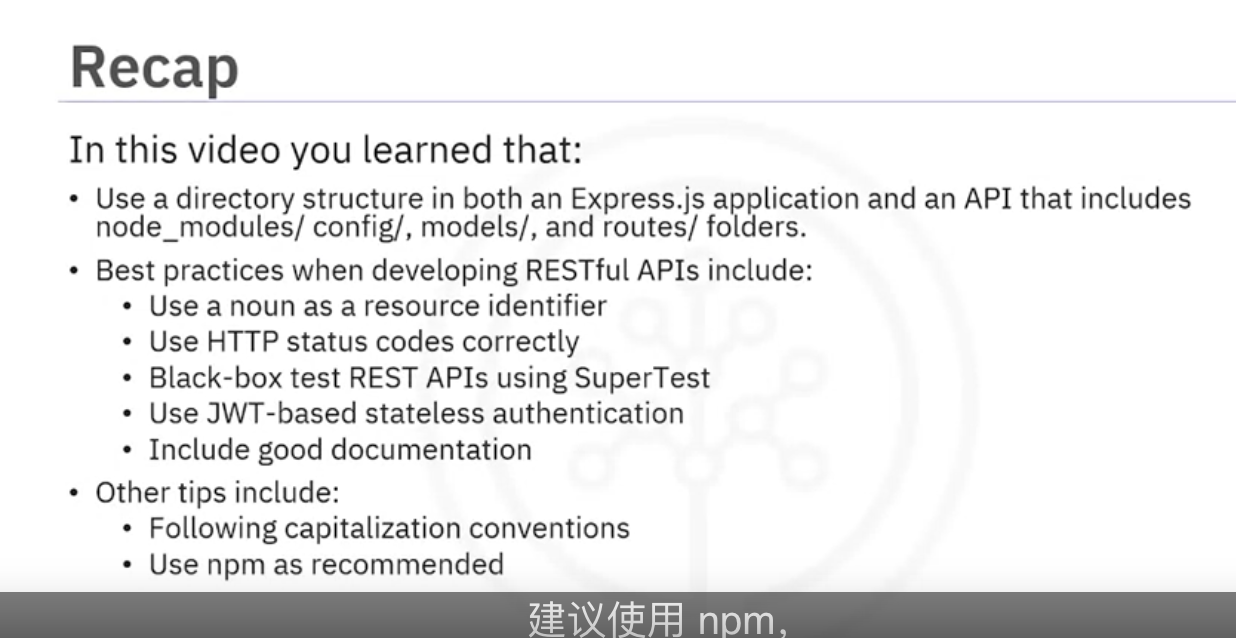 Recap
In this video you learned that:
• Use a directory structure in both an Express.js application and an API that includes
node_modules/ config/, models/, and routes/ folders.
• Best practices when developing RESTful APIs include:
• Use a noun as a resource identifier
• Use HTTP status codes correctly
• Black-box test REST APIs using SuperTest
• Use JWT-based stateless authentication
• Include good documentation
• Other tips include:
• Following capitalization conventions
• Use npm as recommended
建议使用 npm，